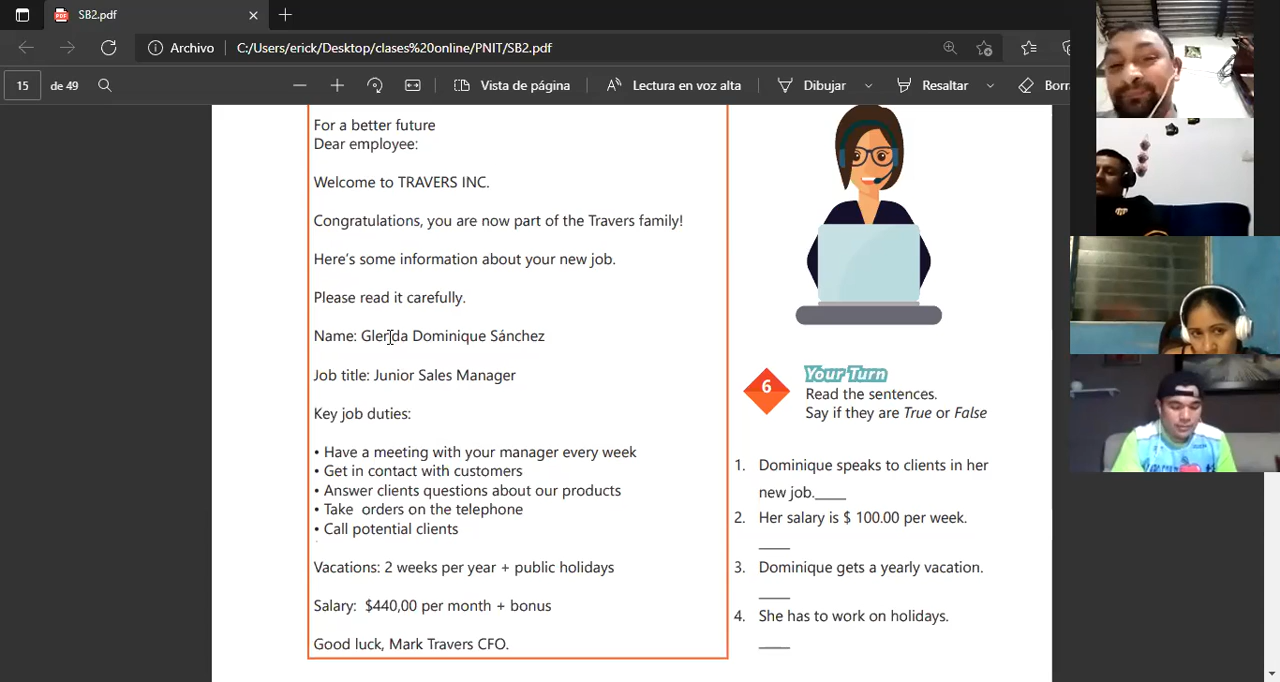 SB2.pdf
Archivo
C:/Users/erick/Desktop/clases%20online/PNIT/SB2.pdf
15
de 49
Vista de página
Lectura en voz alta
Dibujar
Resaltar
For a better future
Dear employee:
Welcome to TRAVERS INC.
Congratulations, you are now part of the Travers family!
Here's some information about your new job.
Please read it carefully.
Name: Glenda Dominique Sánchez
Job title: Junior Sales Manager
Key job duties:
• Have a meeting with your manager every week
• Get in contact with customers
• Answer clients questions about our products
• Take orders on the telephone
• Call potential clients
Vacations: 2 weeks per year + public holidays
Salary: $440,00 per month + bonus
Good luck, Mark Travers CFO.
6
Your Turn
Read the sentences.
Say if they are True or False
1. Dominique speaks to clients in her
new job.____
2. Her salary is $ 100.00 per week.
____
3. Dominique gets a yearly vacation.
____
4. She has to work on holidays.
____